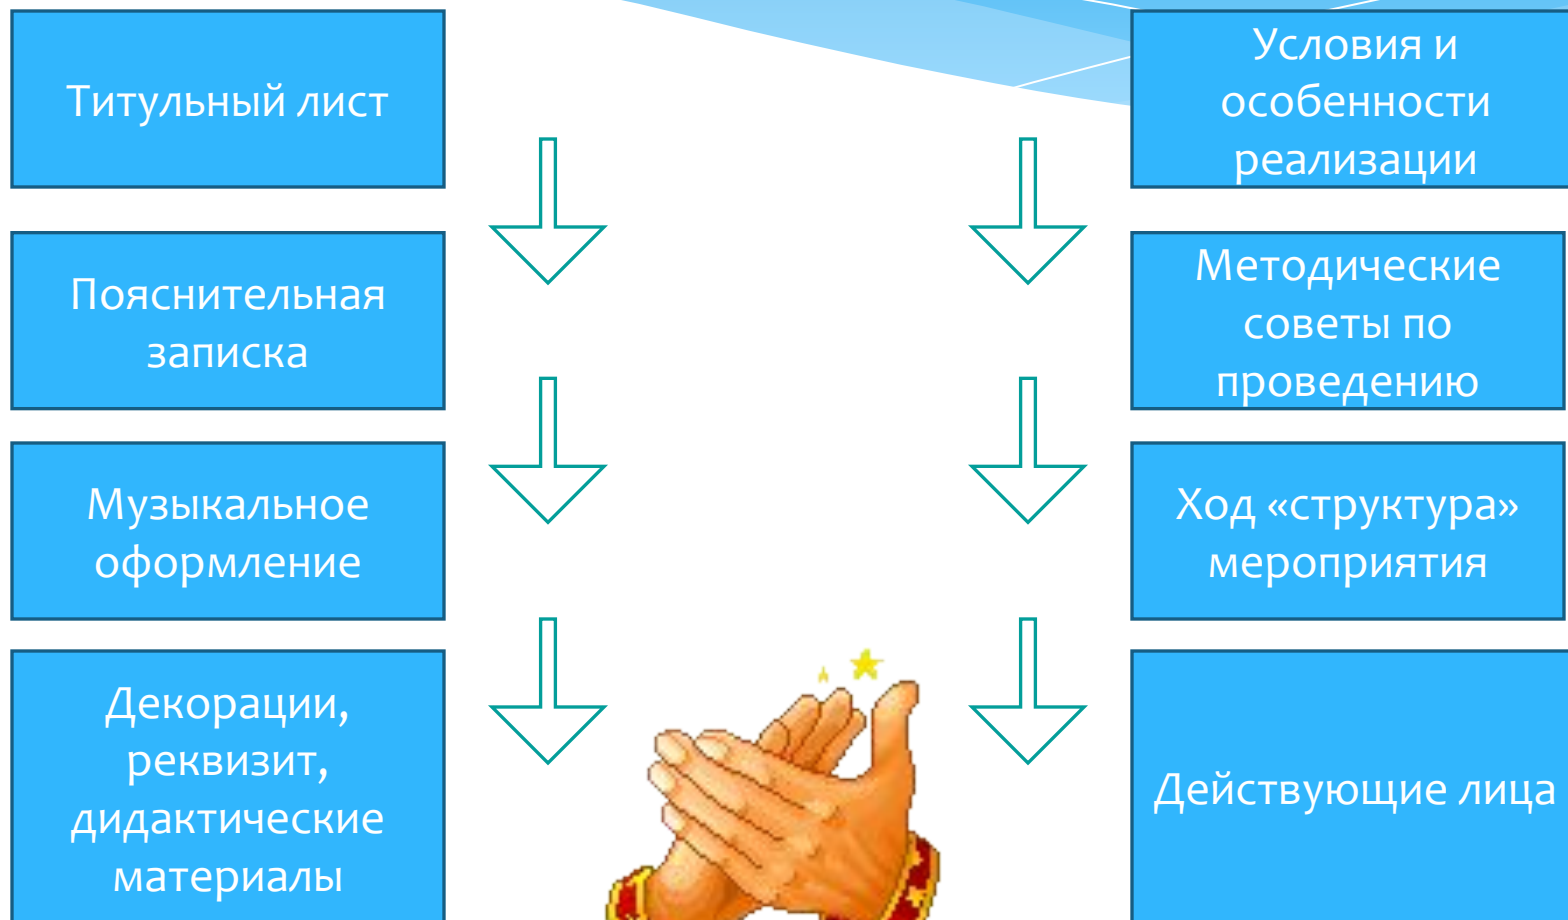 Титульный лист
Пояснительная
записка
Музыкальное
оформление
Декорации,
реквизит,
дидактические
материалы
Условия и
особенности
реализации
Методические
советы по
проведению
Ход «структура»
мероприятия
Действующие лица